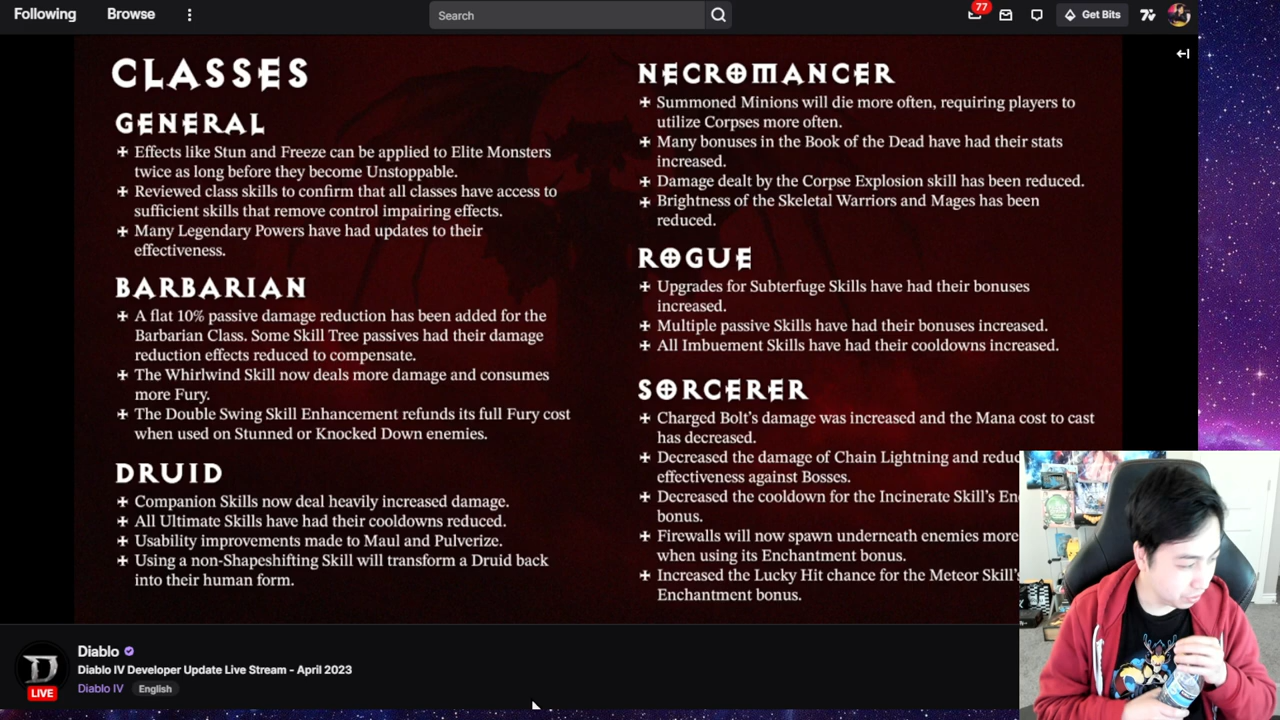 Following
Browse
Search
77
Get Bits
CLASSES
GENERAL
Effects like Stun and Freeze can be applied to Elite Monsters
twice as long before they become Unstoppable.
Reviewed class skills to confirm that all classes have access to
sufficient skills that remove control impairing effects.
Many Legendary Powers have had updates to their
effectiveness.
BARBARIAN
A flat 10% passive damage reduction has been added for the
Barbarian Class. Some Skill Tree passives had their damage
reduction effects reduced to compensate.
The Whirlwind Skill now deals more damage and consumes
more Fury.
The Double Swing Skill Enhancement refunds its full Fury cost
when used on Stunned or Knocked Down enemies.
DRUID
Companion Skills now deal heavily increased damage.
All Ultimate Skills have had their cooldowns reduced.
Usability improvements made to Maul and Pulverize.
Using a non-Shapeshifting Skill will transform a Druid back
into their human form.
NECROMANCER
Summoned Minions will die more often, requiring players to
utilize Corpses more often.
Many bonuses in the Book of the Dead have had their stats
increased.
Damage dealt by the Corpse Explosion skill has been reduced.
Brightness of the Skeletal Warriors and Mages has been
reduced.
ROGUE
Upgrades for Subterfuge Skills have had their bonuses
increased.
Multiple passive Skills have had their bonuses increased.
All Imbuement Skills have had their cooldowns increased.
SORCERER
Charged Bolt's damage was increased and the Mana cost to cast
has decreased.
Decreased the damage of Chain Lightning and
effectiveness against Bosses.
Decreased the cooldown for the Incinerate Skill's
bonus.
Firewalls will now spawn underneath enemies more
when using its Enchantment bonus.
Increased the Lucky Hit chance for the Meteor Skill's
Enchantment bonus.
Diablo
Diablo IV Developer Update Live Stream - April 2023
LIVE
Diablo IV
English